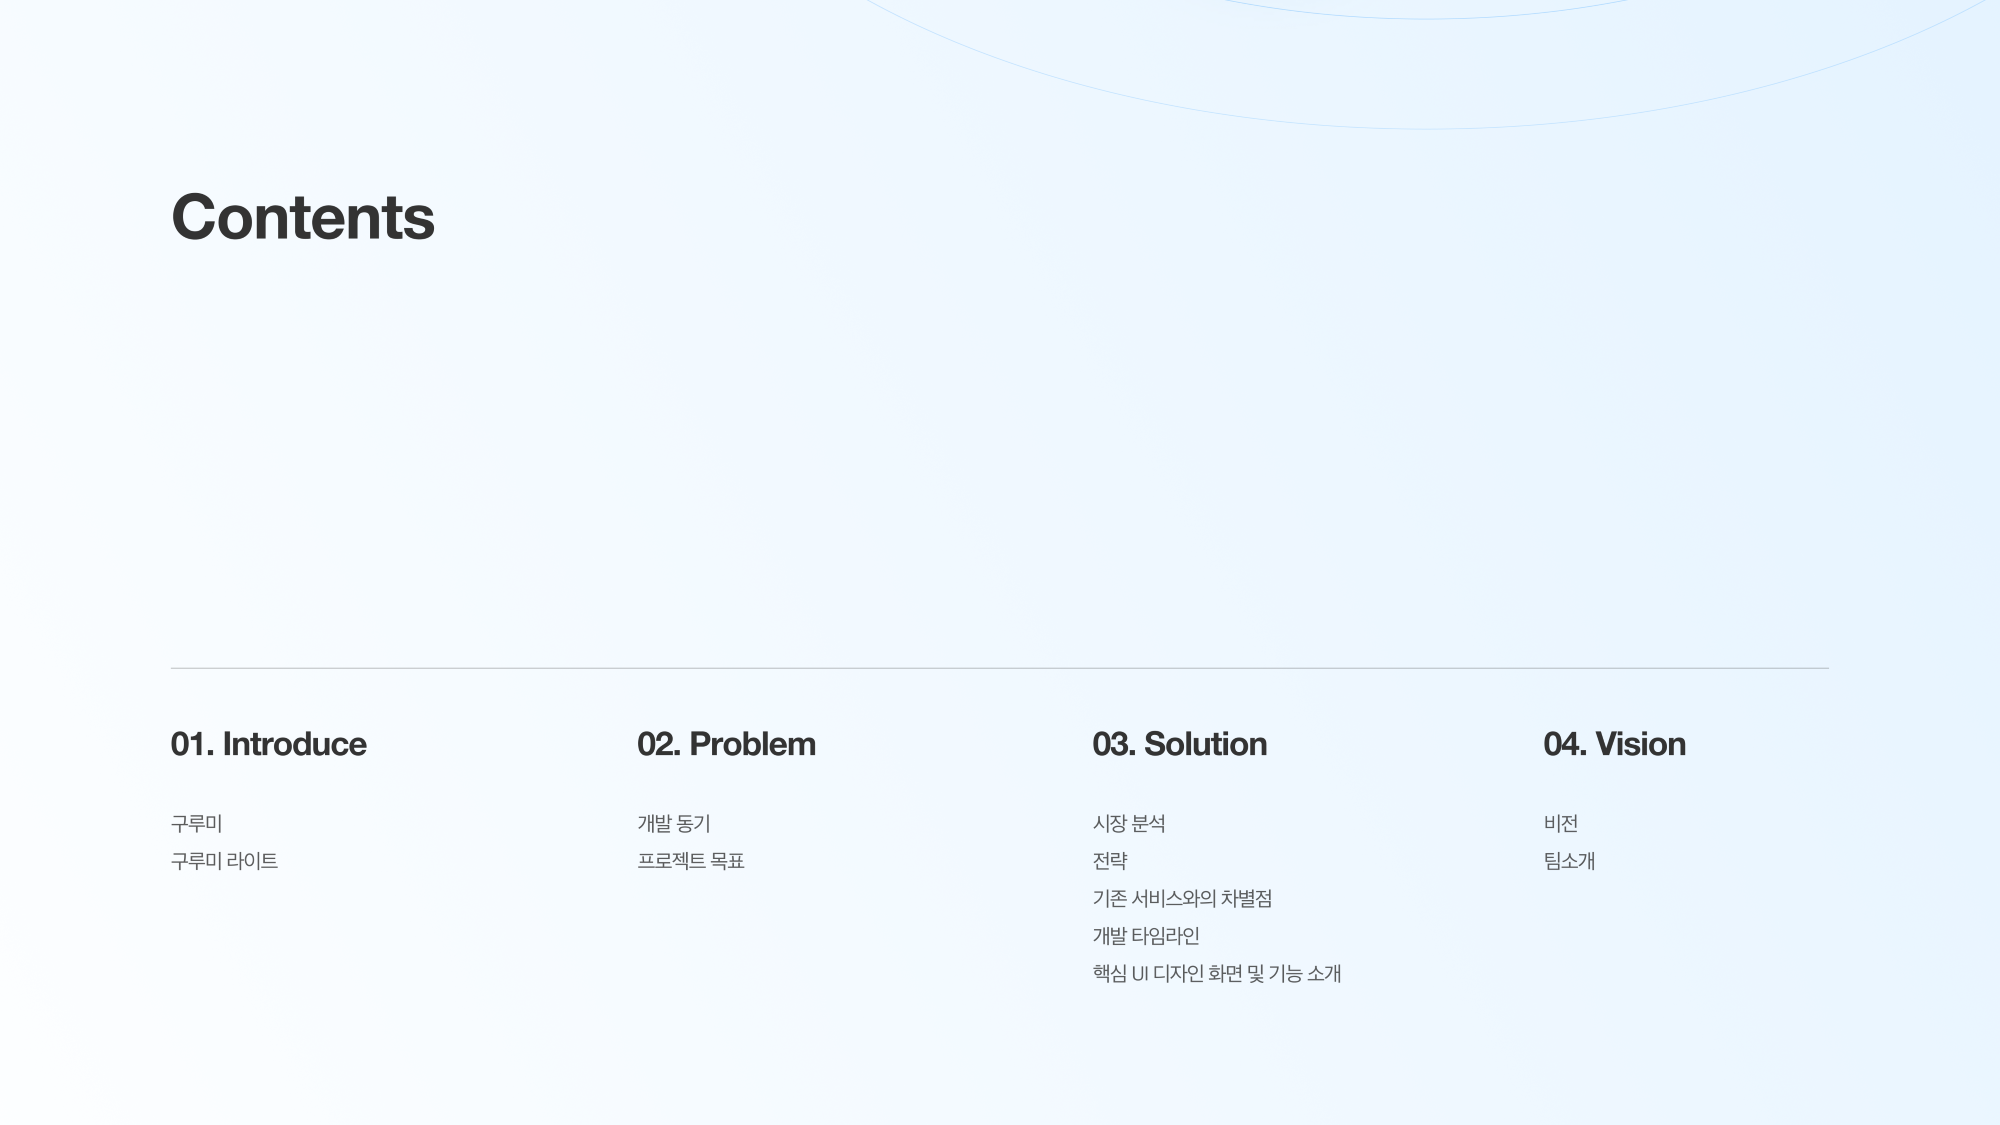 Contents
01. Introduce
구루미
구루미 라이트
02. Problem
개발 동기
프로젝트 목표
03. Solution
시장 분석
전략
기존 서비스와의 차별점
개발 타임라인
핵심 UI 디자인 화면 및 기능 소개
04. Vision
비전
팀소개